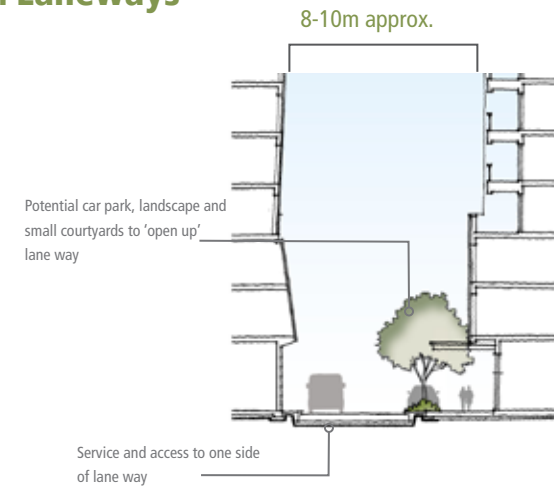 Laneways
8-10m approx.
Potential car park, landscape and
small courtyards to ‘open up’
lane way
Service and access to one side
of lane way